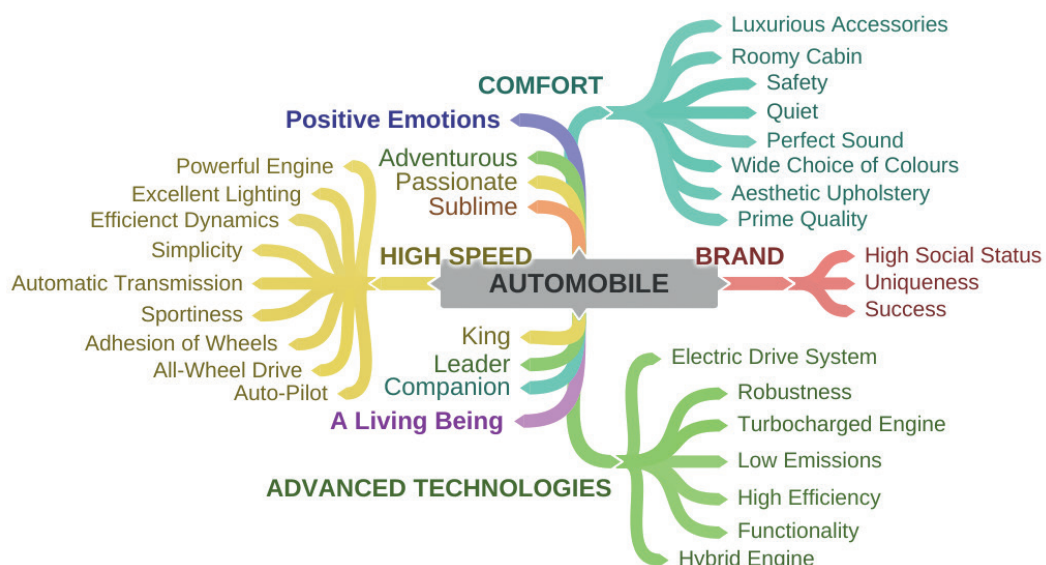 Luxurious Accessories
Roomy Cabin
COMFORT
Safety
Quiet
Perfect Sound
Wide Choice of Colours
Aesthetic Upholstery
Prime Quality
Positive Emotions
Adventurous
Passionate
Sublime
Powerful Engine
Excellent Lighting
Efficienct Dynamics
Simplicity
Automatic Transmission
Sportiness
Adhesion of Wheels
All-Wheel Drive
Auto-Pilot
HIGH SPEED
AUTOMOBILE
BRAND
High Social Status
Uniqueness
Success
King
Leader
Companion
A Living Being
ADVANCED TECHNOLOGIES
Electric Drive System
Robustness
Turbocharged Engine
Low Emissions
High Efficiency
Functionality
Hybrid Engine